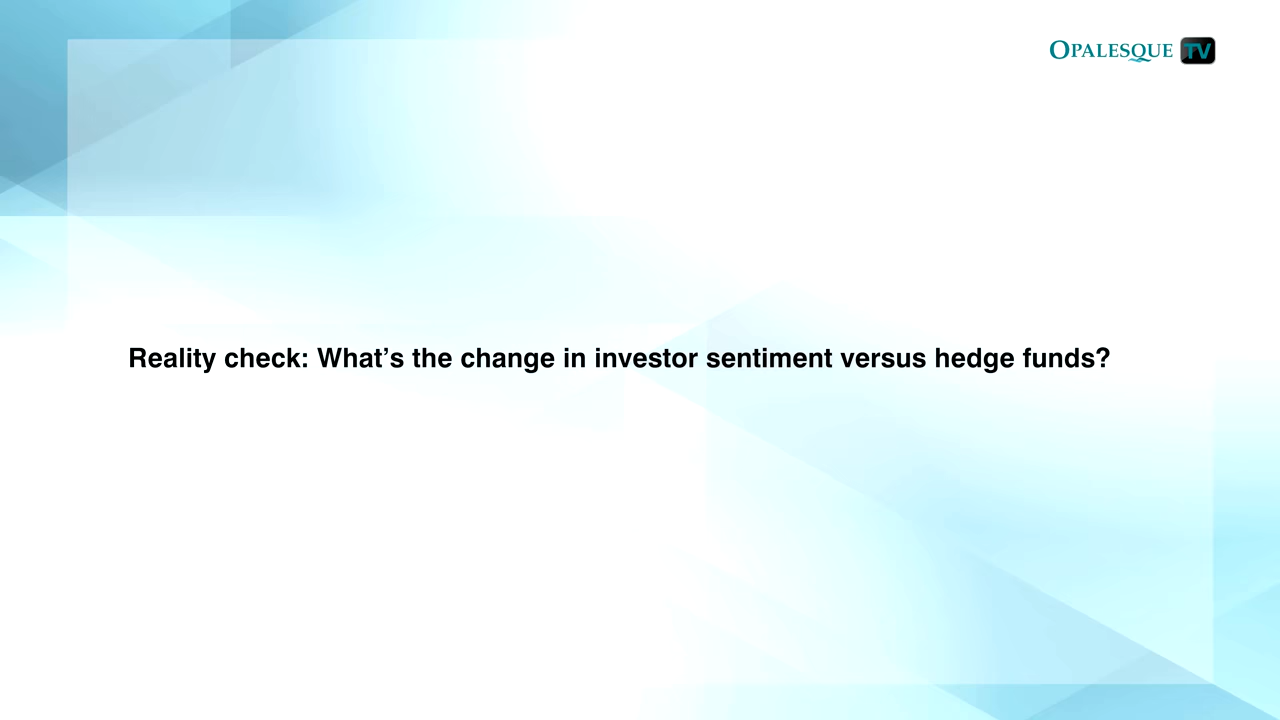 OPALESQUE TV
Reality check: What’s the change in investor sentiment versus hedge funds?